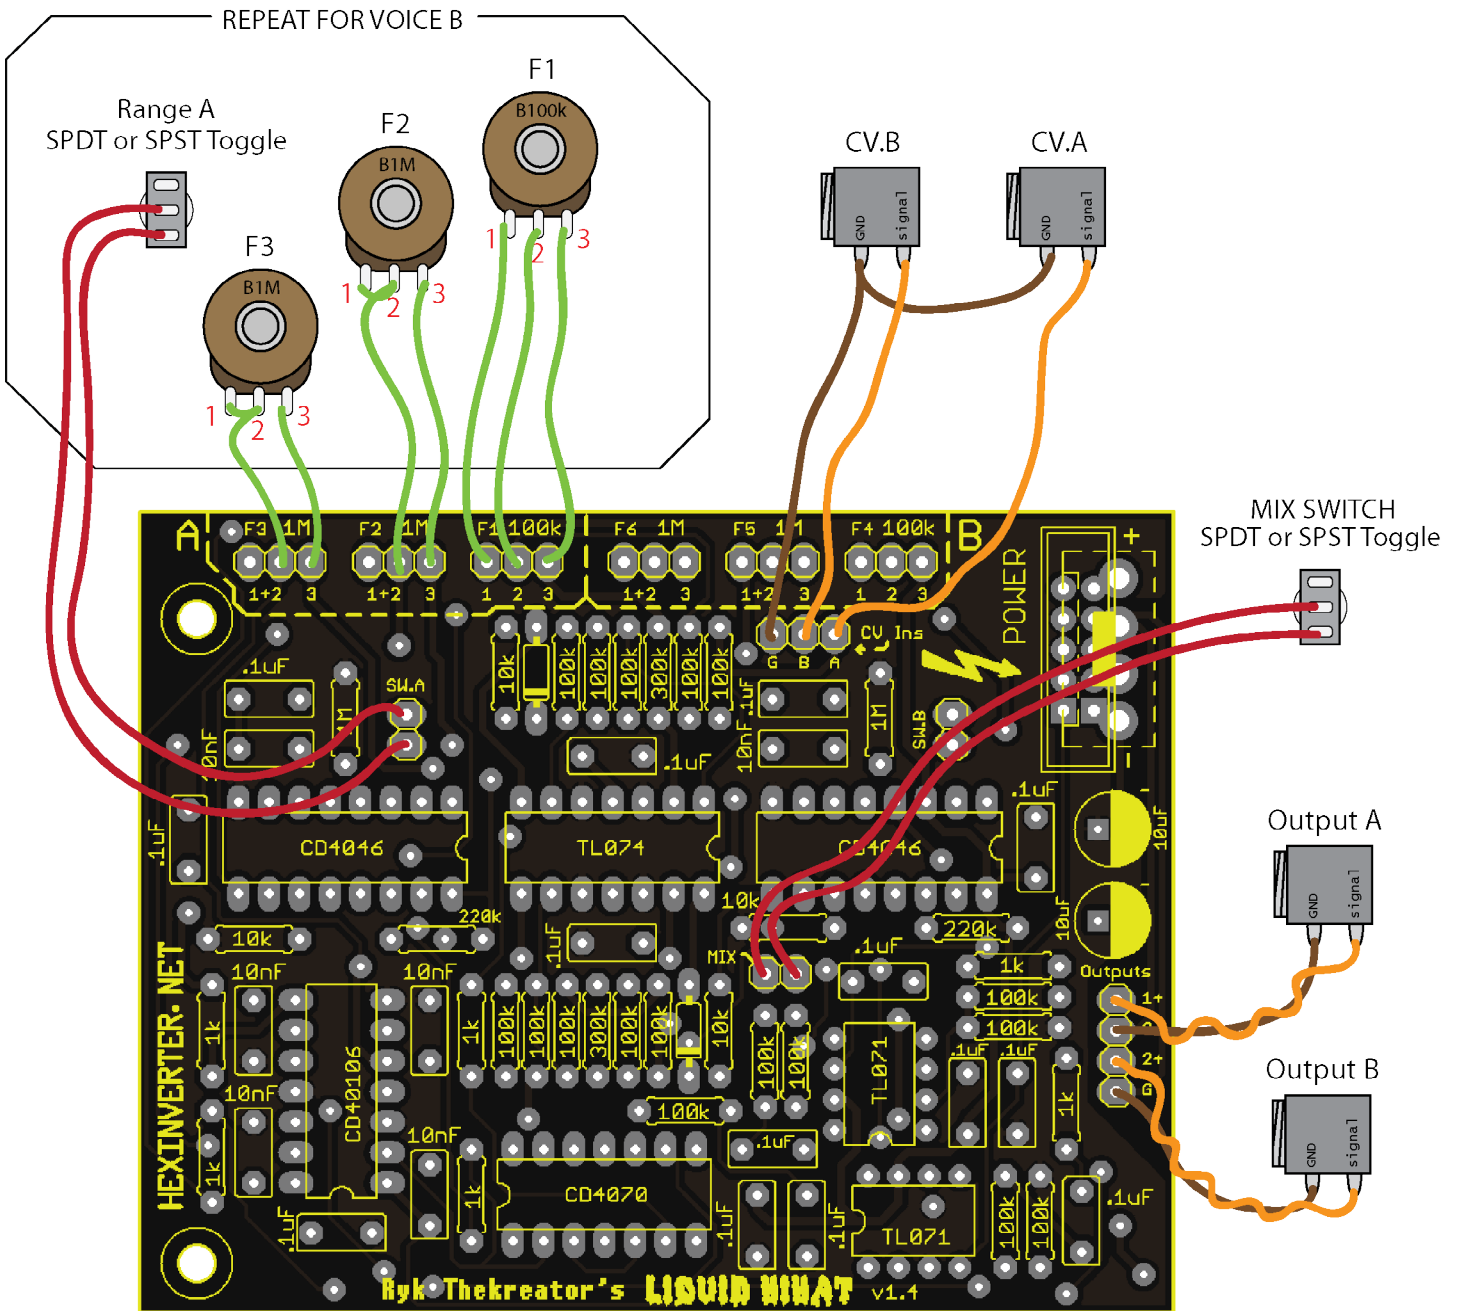 REPEAT FOR VOICE B
F1
B100k
1 2 3
Range A
SPDT or SPST Toggle
F2
B1M
1 2 3
F3
B1M
1 2 3
CV.B
GND
signal
CV.A
GND
signal
MIX SWITCH
SPDT or SPST Toggle
A
F3 1M
F2 1M
F1 100k
F6 1M
F5 1M
F4 100k
B
1+2 3
1+2 3
1 2 3
1+2 3
1+2 3
1 2 3
POWER
+
-
CV Ins
G B A
.1uF
SW.A
10k
100k
100k
100k
300k
100k
100k
.1uF
1M
SW.B
1M
10nF
10nF
.1uF
.1uF
.1uF
CD4046
TL074
CD4046
10uF
-
10uF
-
Output A
GND
signal
10k
220k
10k
220k
.1uF
MIX
.1uF
1k
100k
100k
Outputs
1+
G
2+
G
HEXINVERTER.NET
10nF
10nF
1k
1k
100k
100k
300k
100k
100k
10k
100k
100k
TL071
.1uF
.1uF
1k
Output B
GND
signal
10nF
CD40106
100k
10nF
1k
1k
.1uF
CD4070
.1uF
.1uF
.1uF
TL071
100k
100k
.1uF
Ryk Thekreator's LIQUID HIHAT v1.4